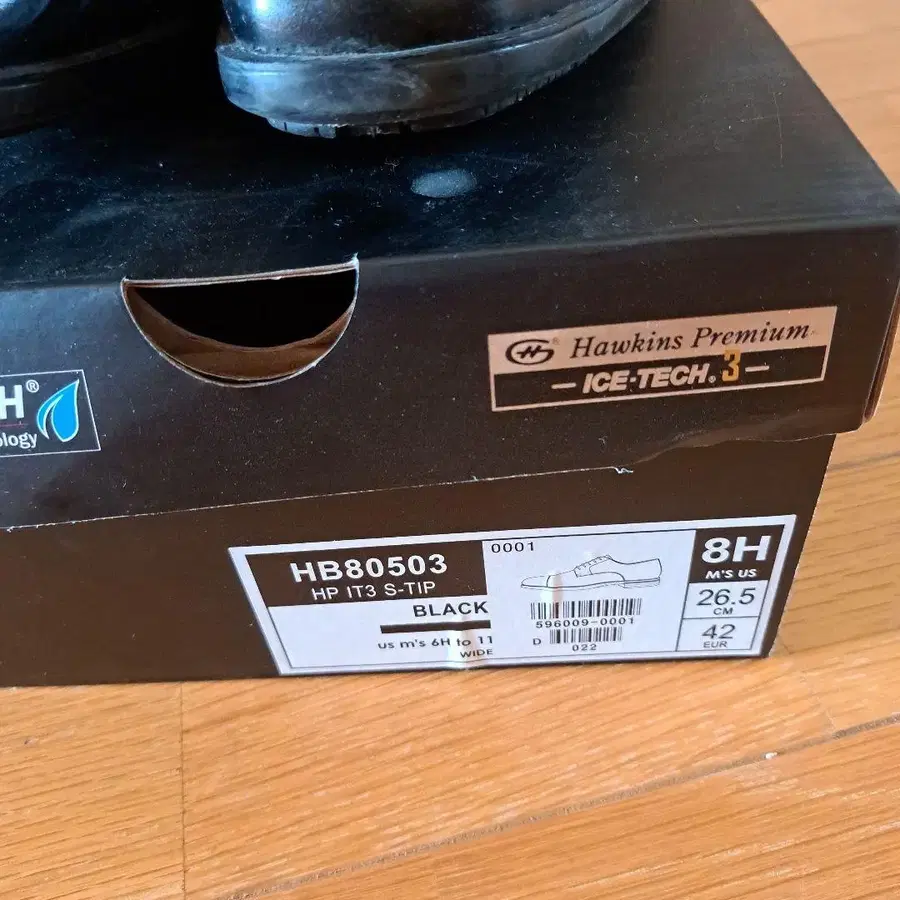 Hawkins Premium
ICE-TECH® 3
H®
ology
HB80503
HP IT3 S-TIP
BLACK
us m's 6H to 11
WIDE
0001
596009-0001
D
022
8H
M'S US
26.5
CM
42
EUR